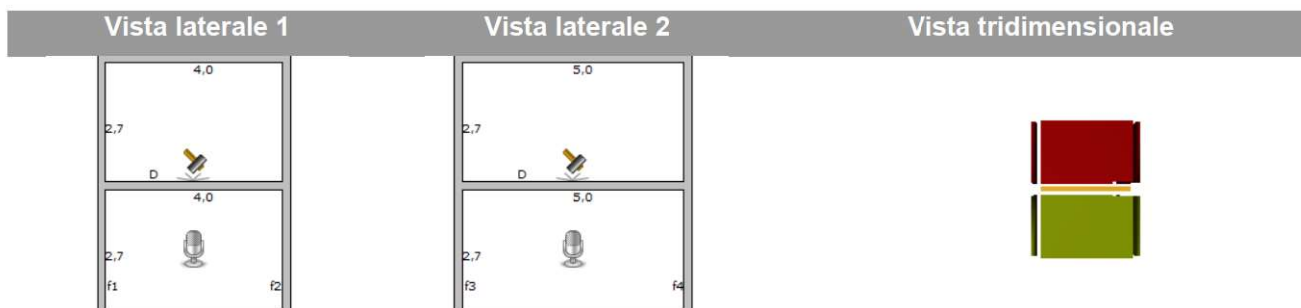 Vista laterale 1 Vista laterale 2 Vista tridimensionale
4,0 5,0
2,7 2,7
D D
4,0 5,0
2,7 2,7
f1 f2 f3 f4